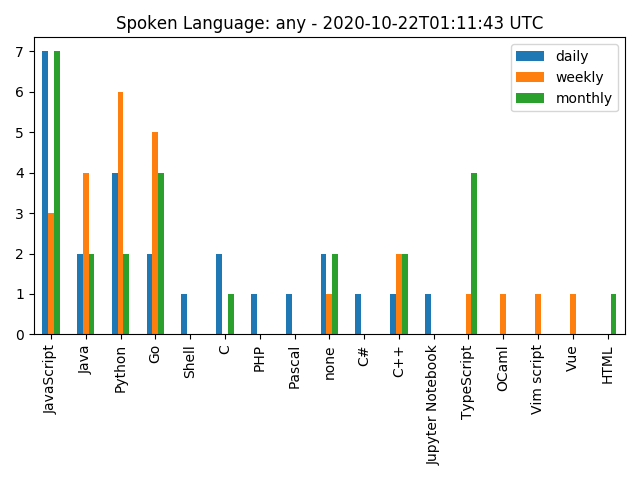 Spoken Language: any - 2020-10-22T01:11:43 UTC
daily
weekly
monthly
7
6
5
4
3
2
1
0
JavaScript
Java
Python
Go
Shell
C
PHP
Pascal
none
C#
C++
Jupyter Notebook
TypeScript
OCaml
Vim script
Vue
HTML